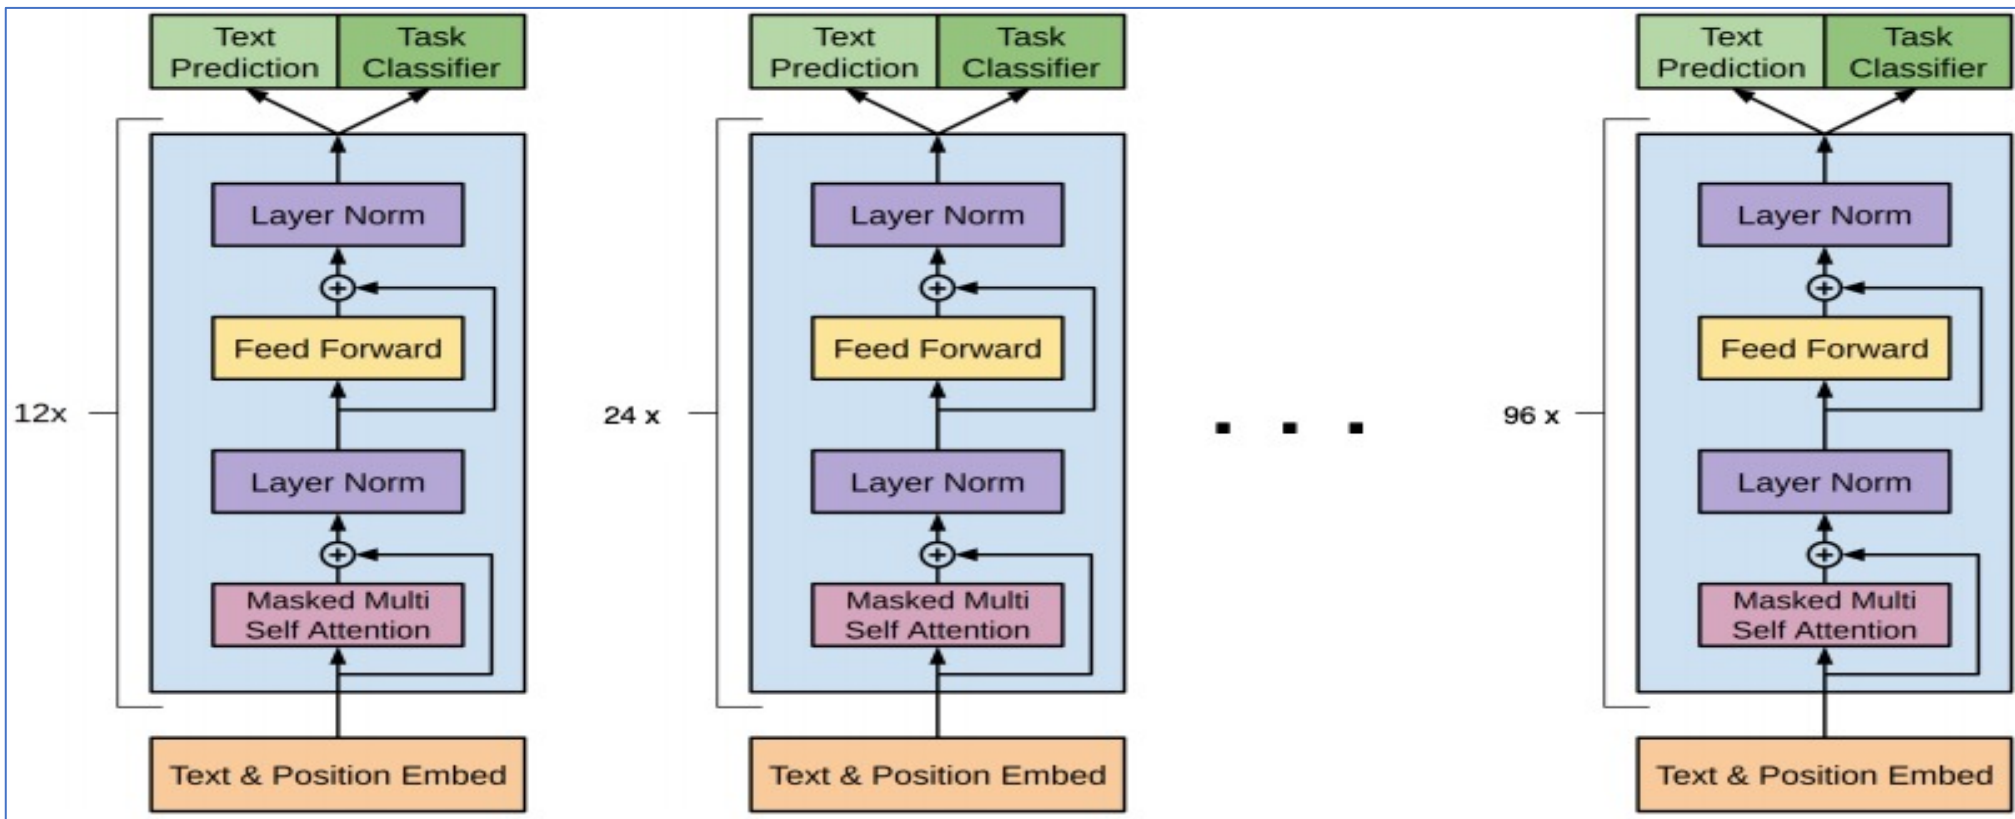 Text
Prediction
Task
Classifier
Layer Norm
Feed Forward
12x
Layer Norm
Masked Multi
Self Attention
Text & Position Embed
Text
Prediction
Task
Classifier
Layer Norm
Feed Forward
24 x
Layer Norm
Masked Multi
Self Attention
Text & Position Embed
. . .
Text
Prediction
Task
Classifier
Layer Norm
Feed Forward
96 x
Layer Norm
Masked Multi
Self Attention
Text & Position Embed